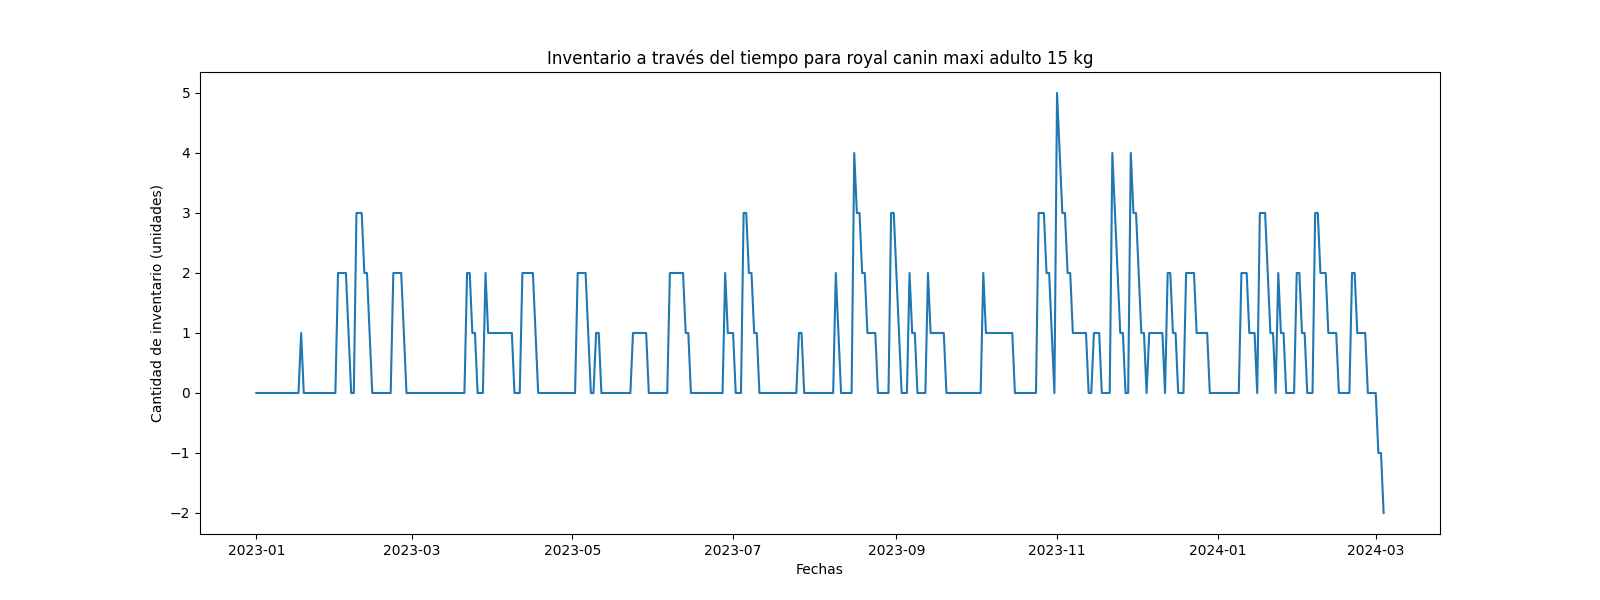 Inventario a través del tiempo para royal canin maxi adulto 15 kg
Cantidad de inventario (unidades)
5
4
3
2
1
0
−1
−2
2023-01 2023-03 2023-05 2023-07 2023-09 2023-11 2024-01 2024-03
Fechas